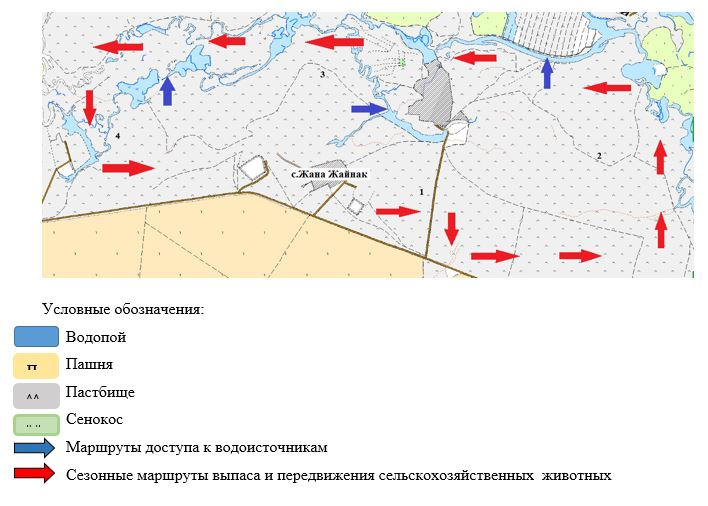 3
4
2
с.Жана Жайнак
1
Условные обозначения:
Водопой
п Пашня
^ ^ Пастбище
.. .. Сенокос
Маршруты доступа к водоисточникам
Сезонные маршруты выпаса и передвижения сельскохозяйственных животных